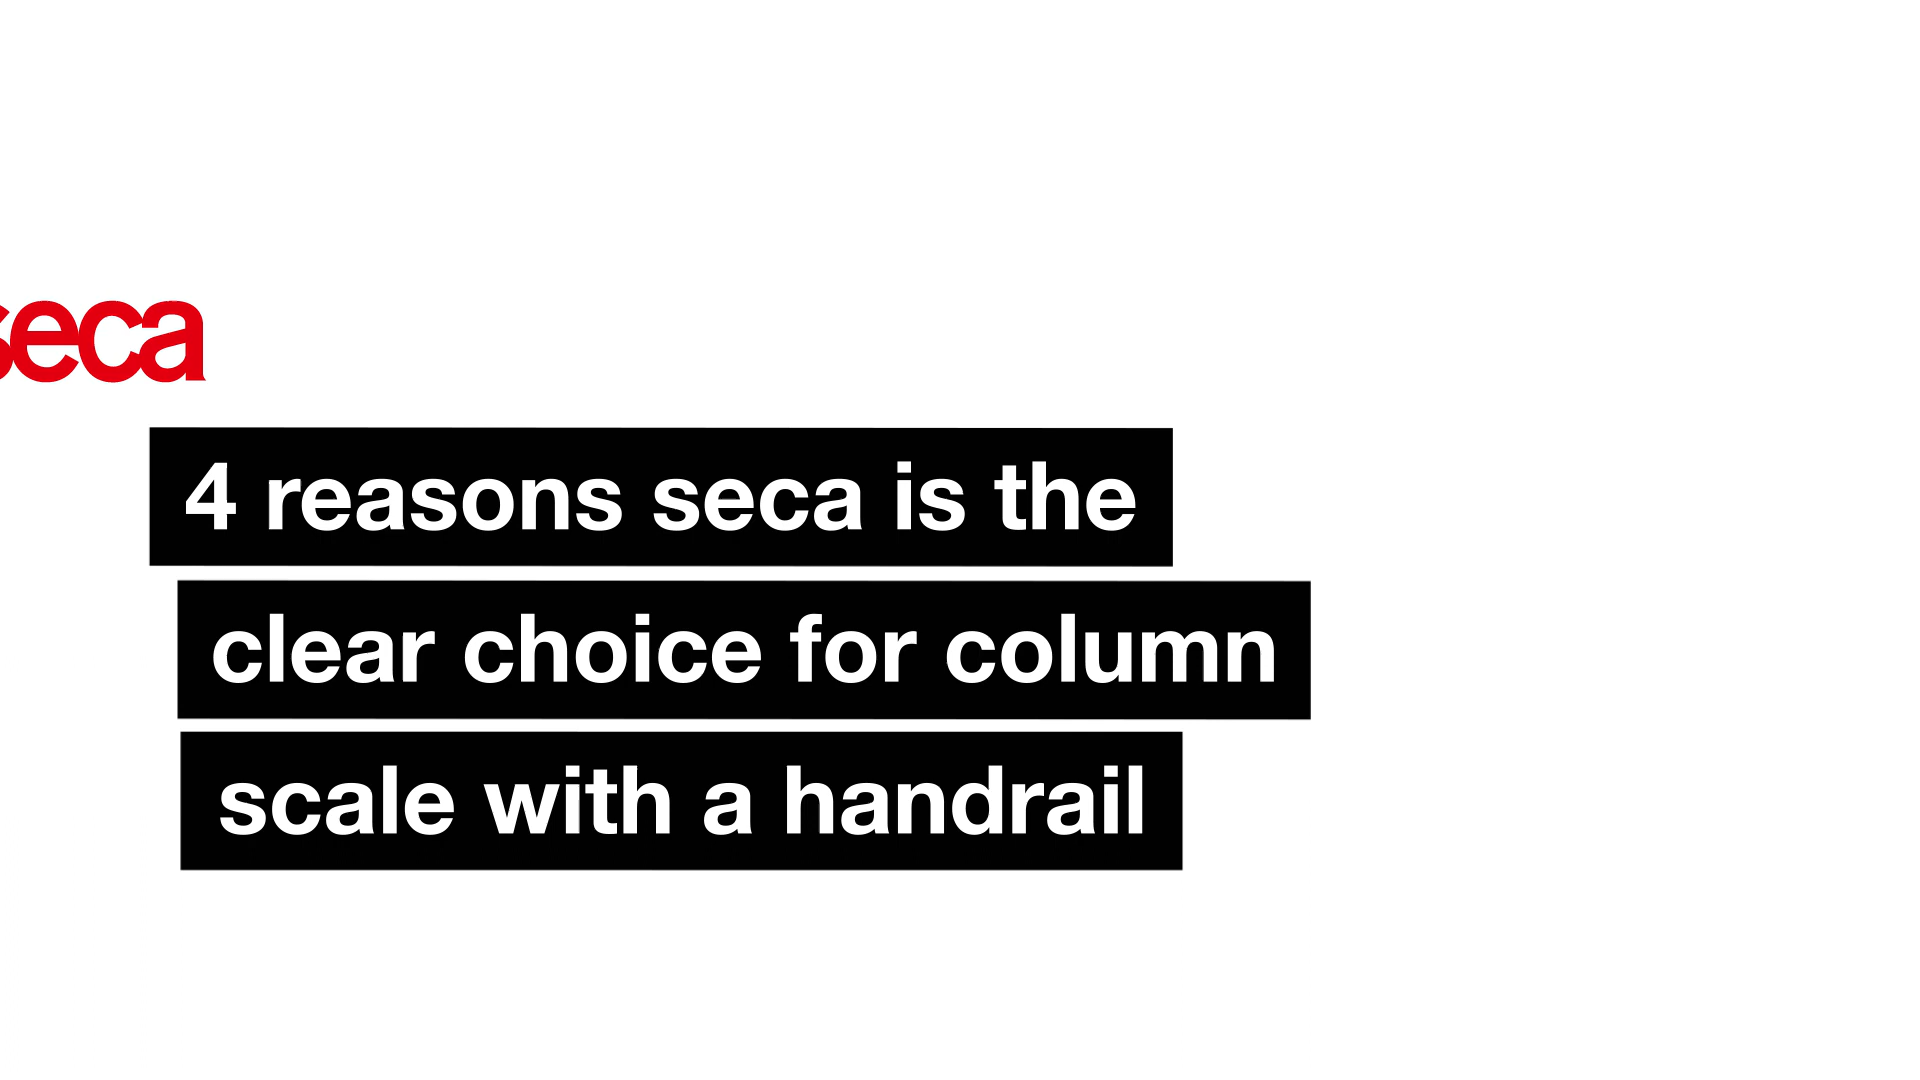 seca
4 reasons seca is the
clear choice for column
scale with a handrail